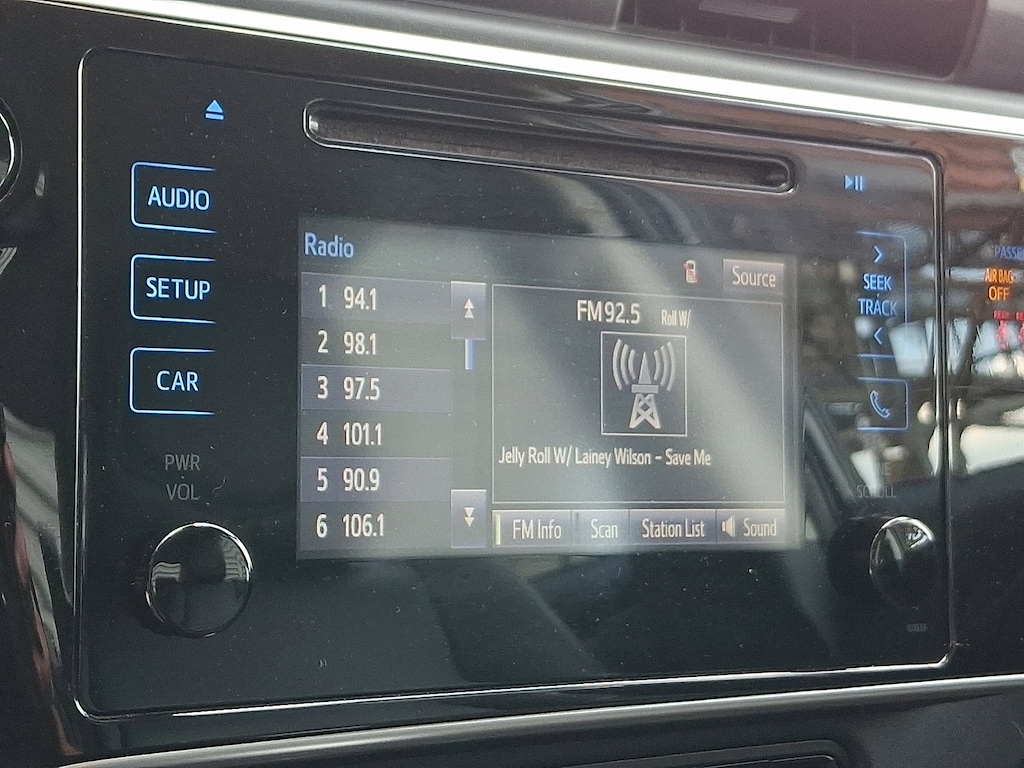 AUDIO
SETUP
CAR
PWR
VOL
Radio
Source
1 94.1
2 98.1
3 97.5
4 101.1
5 90.9
6 106.1
FM92.5 Roll W/
Jelly Roll W/ Lainey Wilson - Save Me
FM Info
Scan
Station List
Sound
>
SEEK
TRACK
<
SCROLL
PASSE
AIR BAG
OFF